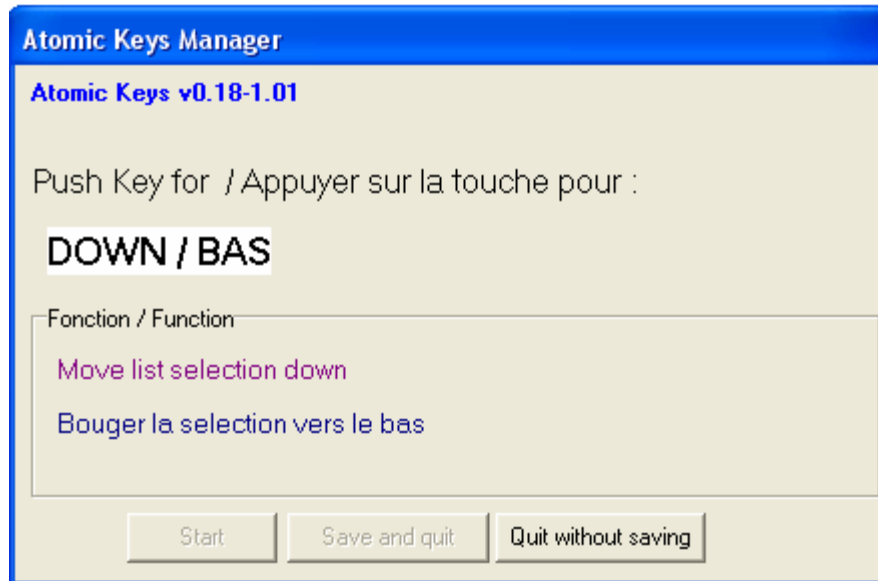 Atomic Keys Manager
Atomic Keys v0.18-1.01
Push Key for / Appuyer sur la touche pour :
DOWN / BAS
Fonction / Function
Move list selection down
Bouger la selection vers le bas
Start Save and quit Quit without saving